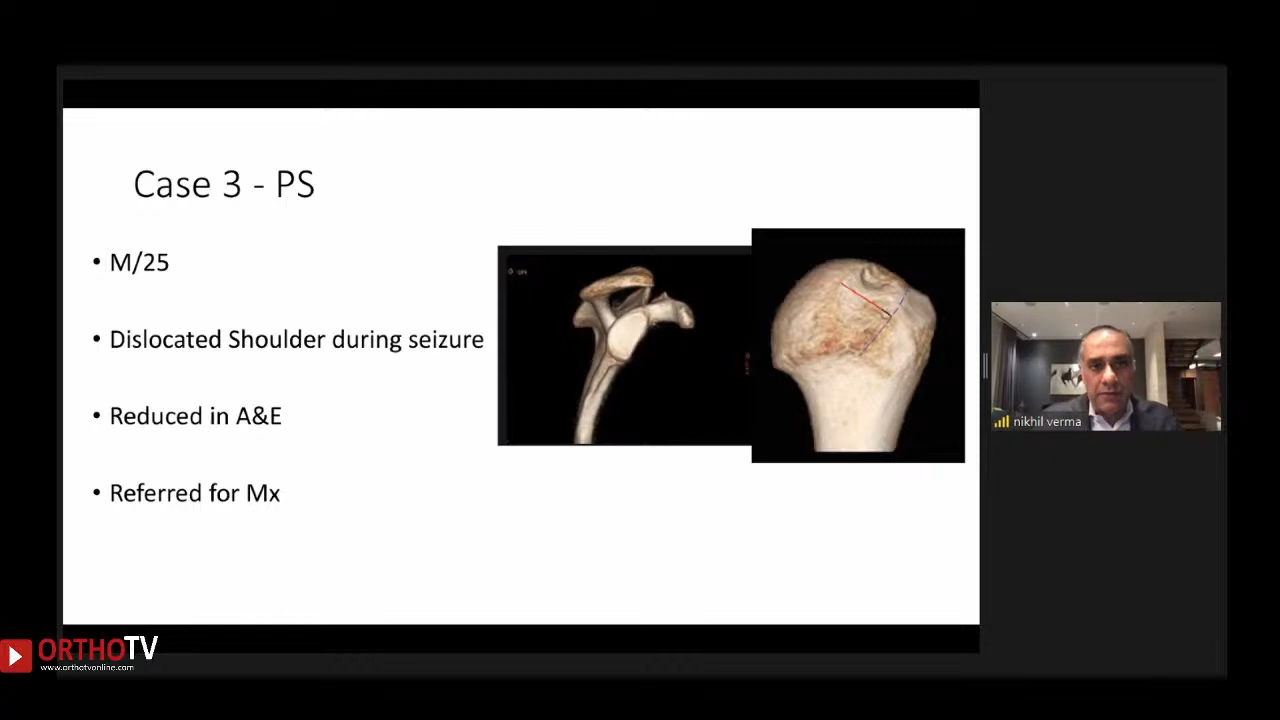 Case 3 - PS
• M/25
• Dislocated Shoulder during seizure
• Reduced in A&E
• Referred for Mx
nikhil verma
ORTHOTV
www.orthotvonline.com